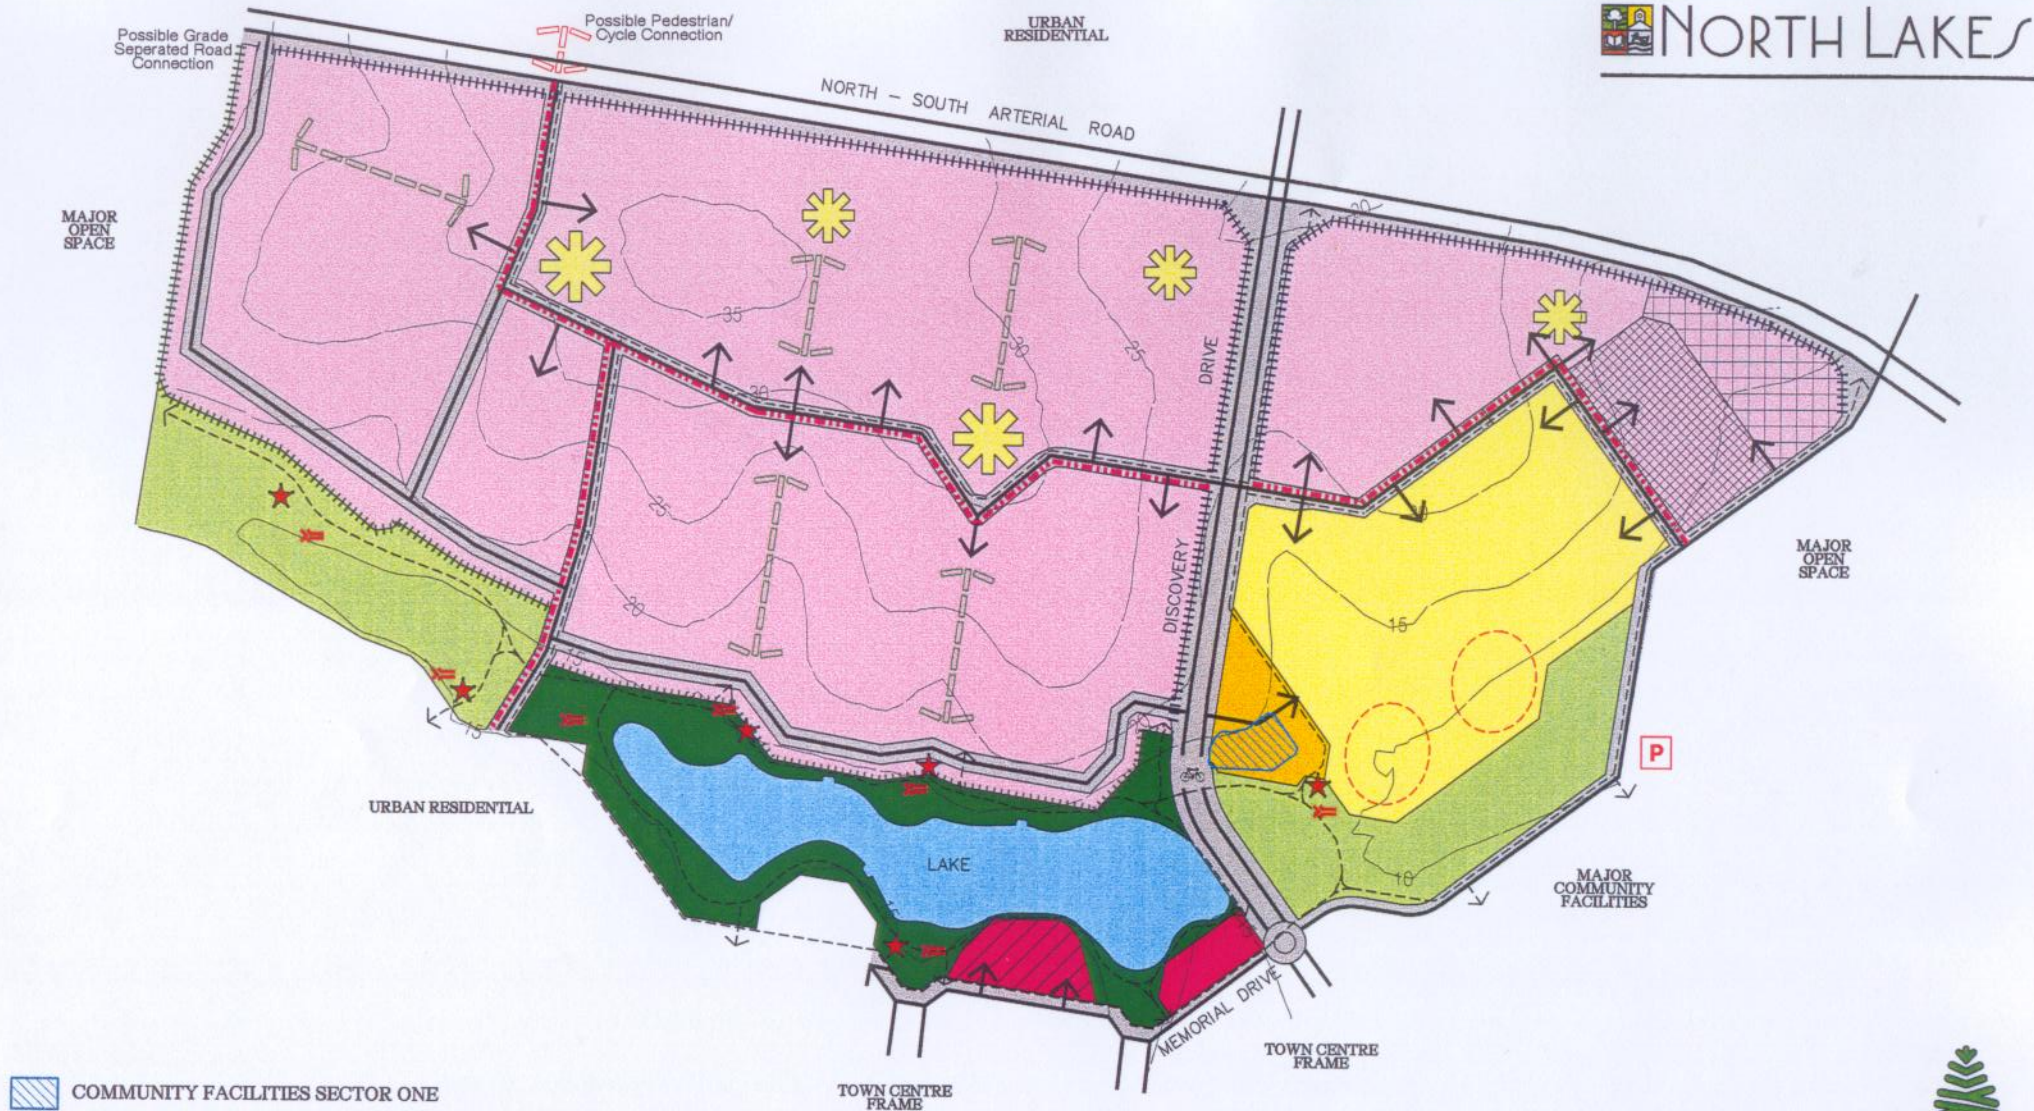 NORTH LAKES
Possible Grade
Seperated Road
Connection
Possible Pedestrian/
Cycle Connection
URBAN
RESIDENTIAL
NORTH - SOUTH ARTERIAL ROAD
MAJOR
OPEN
SPACE
35
30
30
25
DRIVE
25
20
DISCOVERY
15
15
15
MAJOR
OPEN
SPACE
P
URBAN RESIDENTIAL
LAKE
10
MAJOR
COMMUNITY
FACILITIES
MEMORIAL DRIVE
TOWN CENTRE
FRAME
TOWN CENTRE
FRAME
COMMUNITY FACILITIES SECTOR ONE